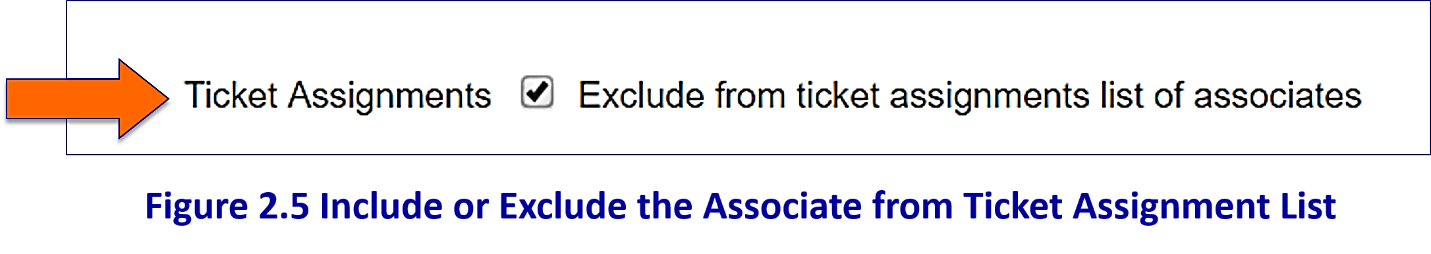 Ticket Assignments Exclude from ticket assignments list of associates
Figure 2.5 Include or Exclude the Associate from Ticket Assignment List